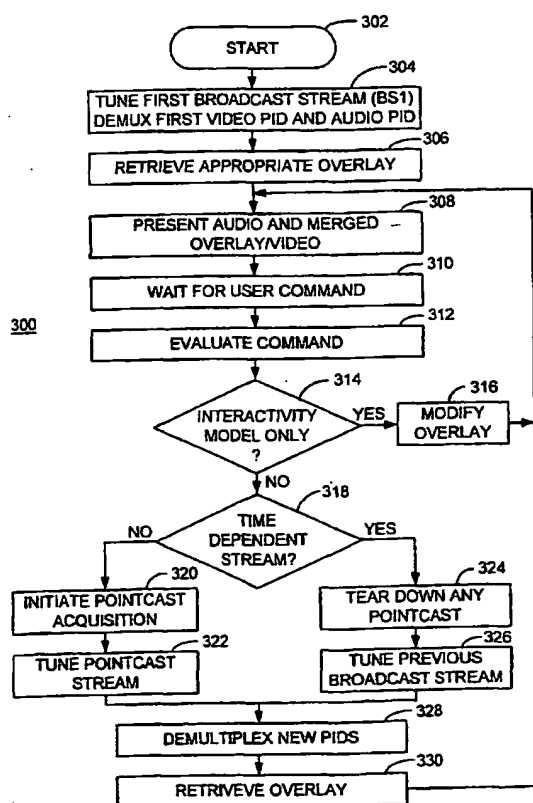 302
START
304
TUNE FIRST BROADCAST STREAM (BS1)
DEMUX FIRST VIDEO PID AND AUDIO PID
306
RETRIEVE APPROPRIATE OVERLAY
308
PRESENT AUDIO AND MERGED
OVERLAY/VIDEO
310
WAIT FOR USER COMMAND
300
312
EVALUATE COMMAND
314
INTERACTIVITY
MODEL ONLY
?
YES
316
MODIFY
OVERLAY
NO
318
TIME
DEPENDENT
STREAM?
NO
YES
320
INITIATE POINTCAST
ACQUISITION
322
TUNE POINTCAST
STREAM
324
TEAR DOWN ANY
POINTCAST
326
TUNE PREVIOUS
BROADCAST STREAM
328
DEMULTIPLEX NEW PIDS
330
RETRIVEVE OVERLAY